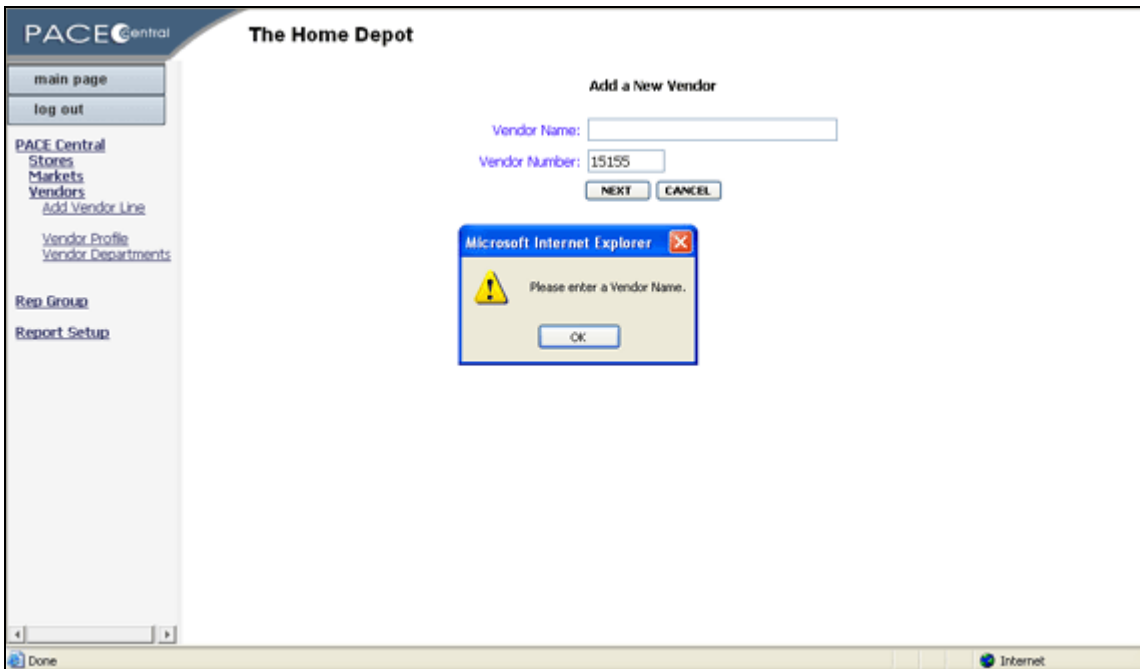 PACE Central
The Home Depot
main page
log out
PACE Central
Stores
Markets
Vendors
Add Vendor Line
Vendor Profile
Vendor Departments
Rep Group
Report Setup
Add a New Vendor
Vendor Name:
Vendor Number: 15155
NEXT CANCEL
Microsoft Internet Explorer
Please enter a Vendor Name.
OK
Done
Internet